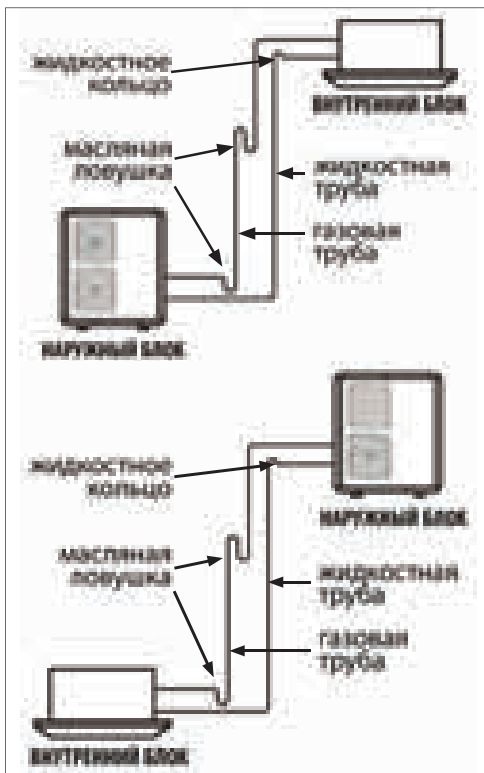 жидкостное
кольцо
ВНУТРЕННИЙ БЛОК
масляная
ловушка
жидкостная
труба
газовая
труба
НАРУЖНЫЙ БЛОК
жидкостное
кольцо
НАРУЖНЫЙ БЛОК
масляная
ловушка
жидкостная
труба
газовая
труба
ВНУТРЕННИЙ БЛОК